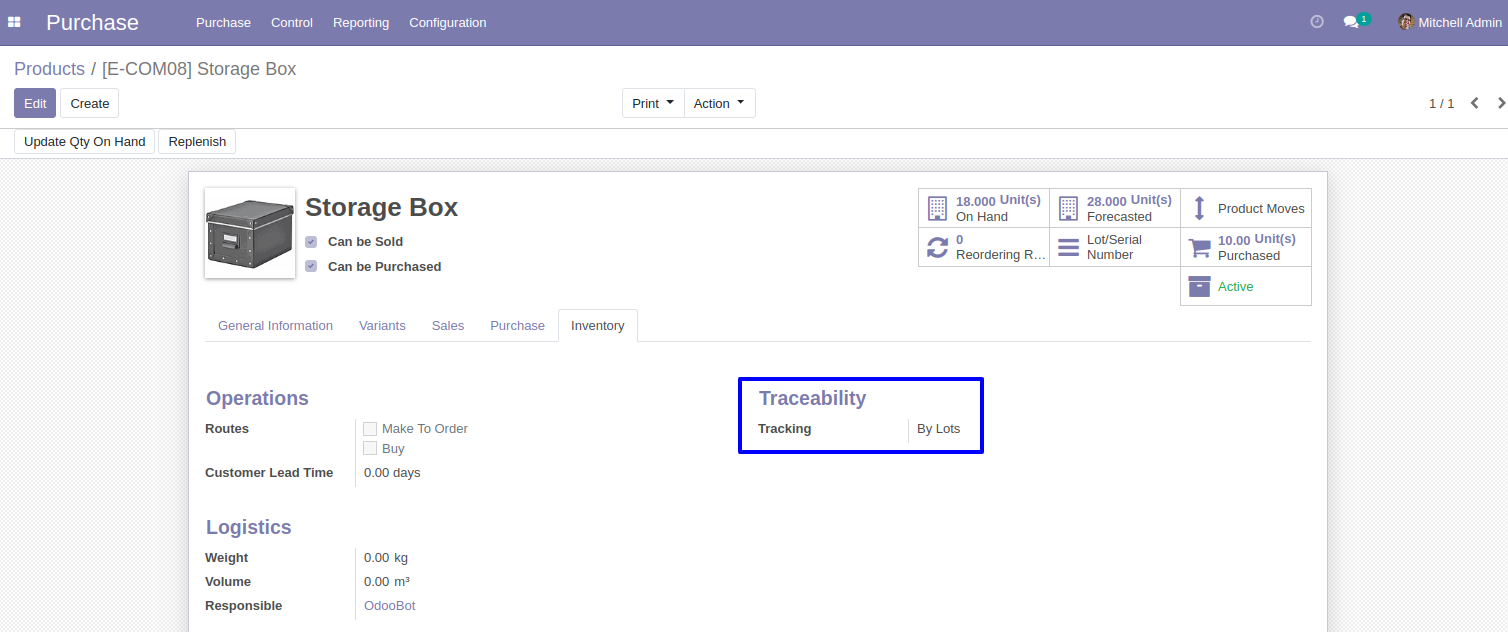 Purchase Purchase Control Reporting Configuration 1 Mitchell Admin
Products / [E-COM08] Storage Box
Edit Create Print Action 1 / 1
Update Qty On Hand Replenish
Storage Box
Can be Sold
Can be Purchased
18.000 Unit(s)
On Hand
28.000 Unit(s)
Forecasted
Product Moves
0
Reordering R...
Lot/Serial
Number
10.00 Unit(s)
Purchased
Active
General Information Variants Sales Purchase Inventory
Operations
Routes Make To Order
Buy
Customer Lead Time 0.00 days
Traceability
Tracking By Lots
Logistics
Weight 0.00 kg
Volume 0.00 m³
Responsible OdooBot